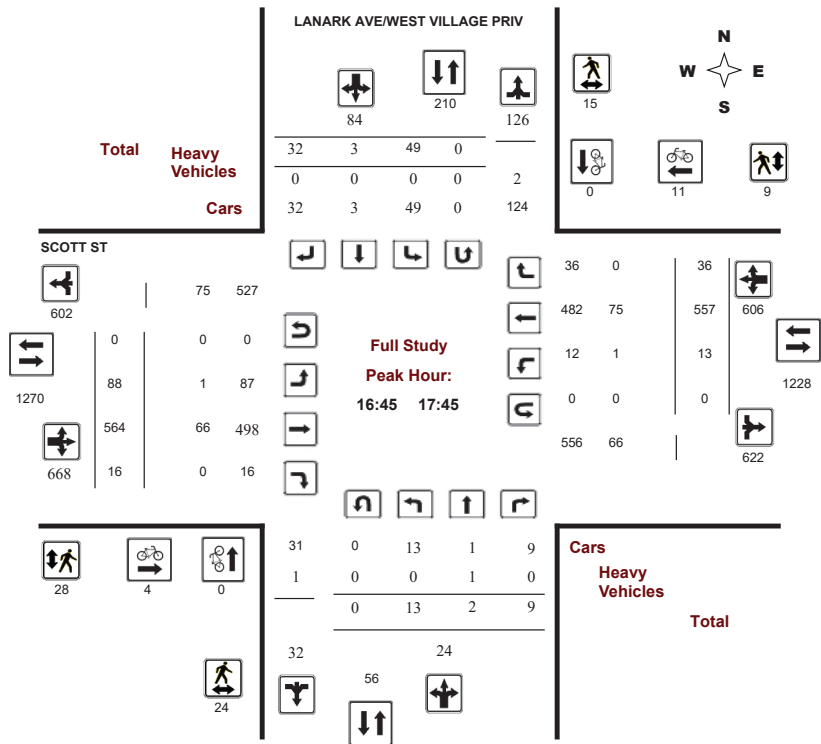 LANARK AVE/WEST VILLAGE PRIV
N
W E
S
84 210 126 15
Total Heavy Vehicles Cars
32 3 49 0
0 0 0 0 2
32 3 49 0 124
0 11 9
SCOTT ST
602
75 527
1270
0 0 0
88 1 87
564 66 498
668
16 0 16
Full Study
Peak Hour:
16:45 17:45
36 0 36
606
482 75 557
12 1 13
1228
0 0 0
556 66
622
28 4 0
24
31 0 13 1 9
1 0 0 1 0
0 13 2 9
32 24
56
Cars
Heavy
Vehicles
Total